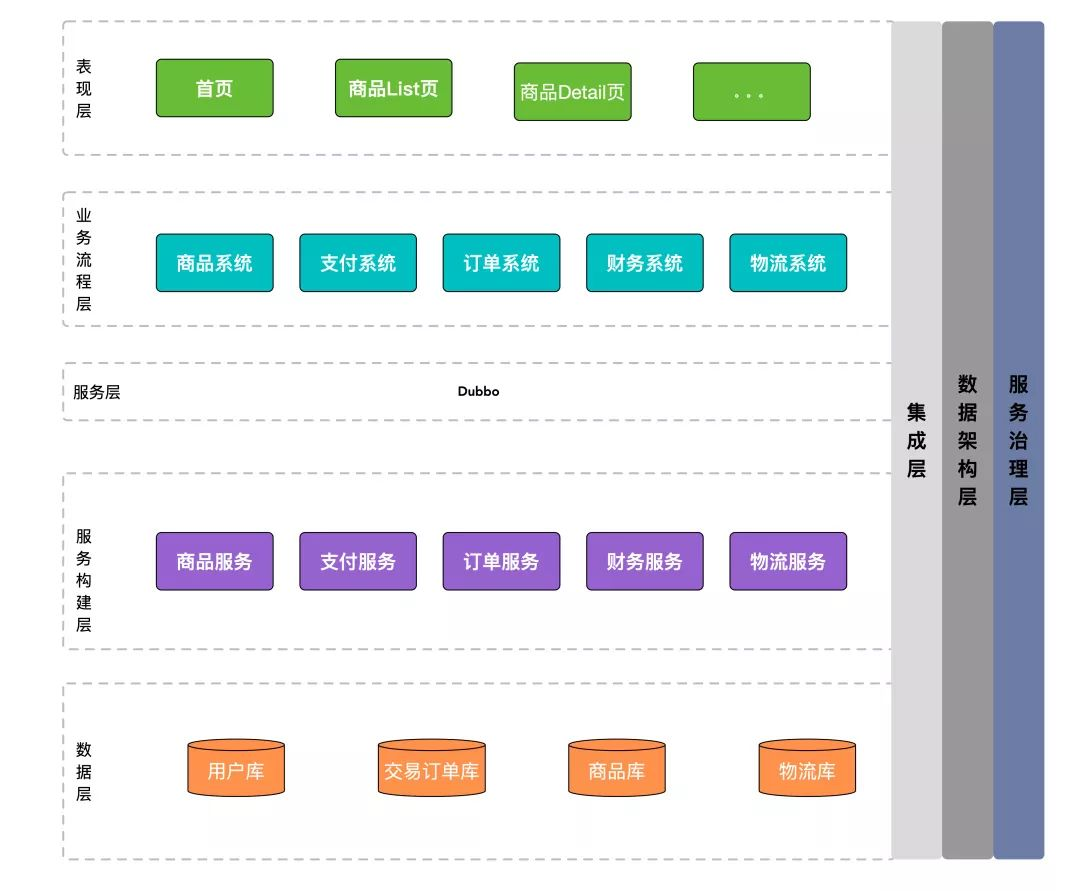 表现层
首页
商品List页
商品Detail页
。。。
业务流程层
商品系统
支付系统
订单系统
财务系统
物流系统
服务层
Dubbo
服务构建层
商品服务
支付服务
订单服务
财务服务
物流服务
数据层
用户库
交易订单库
商品库
物流库
集成层
数据架构层
服务治理层